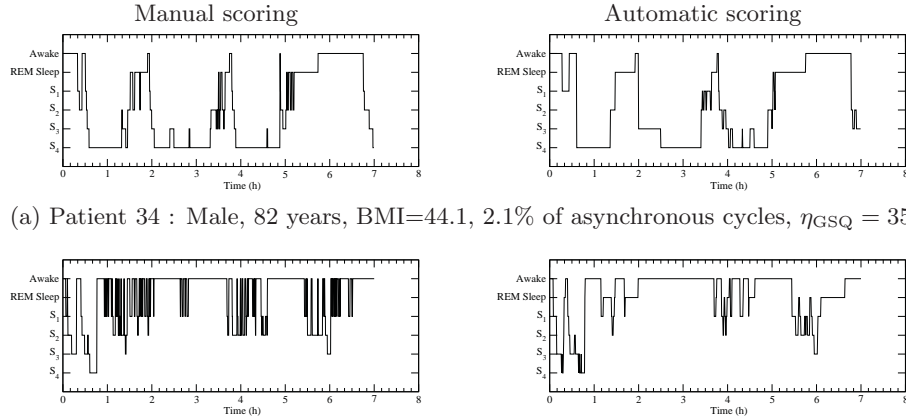 Manual scoring Automatic scoring
Awake
REM Sleep
S1
S2
S3
S4
0 1 2 3 4 5 6 7 8
Time (h)
Awake
REM Sleep
S1
S2
S3
S4
0 1 2 3 4 5 6 7 8
Time (h)
(a) Patient 34 : Male, 82 years, BMI=44.1, 2.1% of asynchronous cycles, ηGSQ = 35
Awake
REM Sleep
S1
S2
S3
S4
0 1 2 3 4 5 6 7 8
Time (h)
Awake
REM Sleep
S1
S2
S3
S4
0 1 2 3 4 5 6 7 8
Time (h)